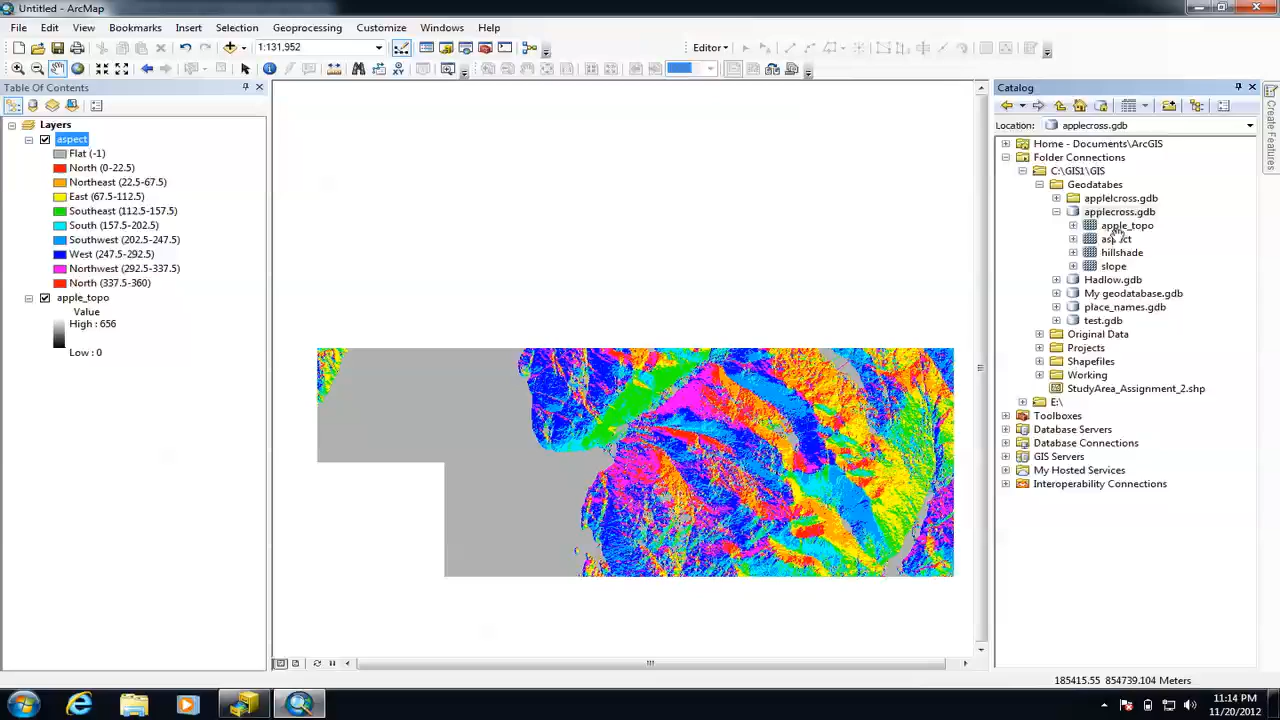 Untitled - ArcMap
File Edit View Bookmarks Insert Selection Geoprocessing Customize Windows Help
1:131,952
Editor
Table Of Contents
Catalog
Layers
aspect
Flat (-1)
North (0-22.5)
Northeast (22.5-67.5)
East (67.5-112.5)
Southeast (112.5-157.5)
South (157.5-202.5)
Southwest (202.5-247.5)
West (247.5-292.5)
Northwest (292.5-337.5)
North (337.5-360)
apple_topo
Value
High : 656
Low : 0
Location: applecross.gdb
Home - Documents\ArcGIS
Folder Connections
C:\GIS1\GIS
Geodatabes
applelcross.gdb
applecross.gdb
apple_topo
aspect
hillshade
slope
Hadlow.gdb
My geodatabase.gdb
place_names.gdb
test.gdb
Original Data
Projects
Shapefiles
Working
StudyArea_Assignment_2.shp
E:\
Toolboxes
Database Servers
Database Connections
GIS Servers
My Hosted Services
Interoperability Connections
Create Features
185415.55 854739.104 Meters
11:14 PM
11/20/2012